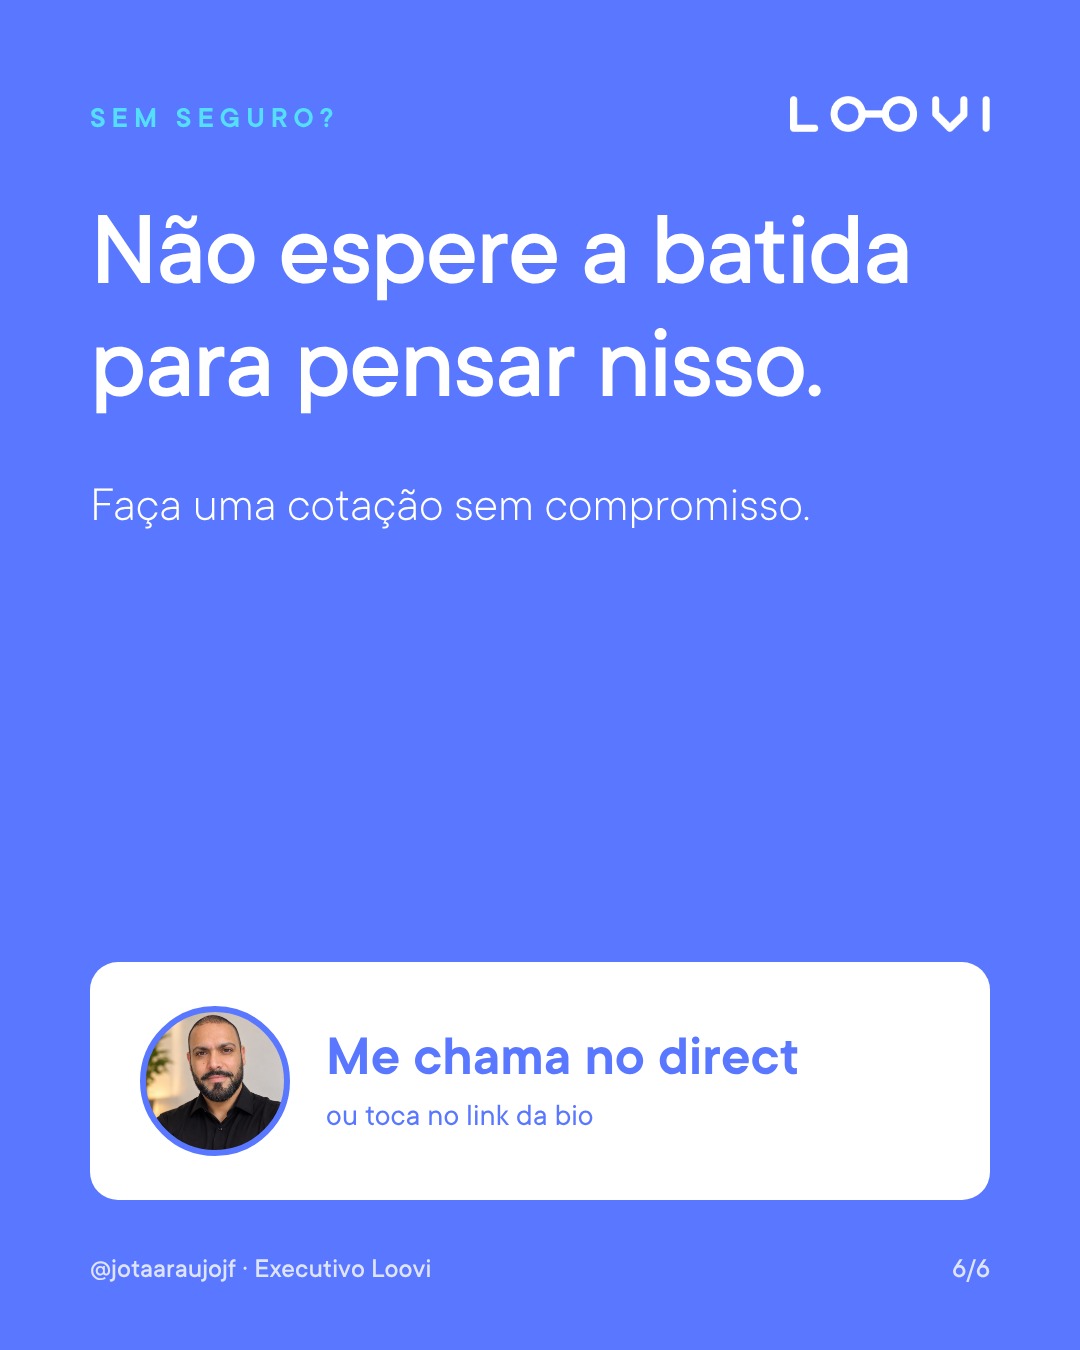 SEM SEGURO?
LOOVI
Não espere a batida
para pensar nisso.
Faça uma cotação sem compromisso.
Me chama no direct
ou toca no link da bio
@jotaaraujojf · Executivo Loovi
6/6